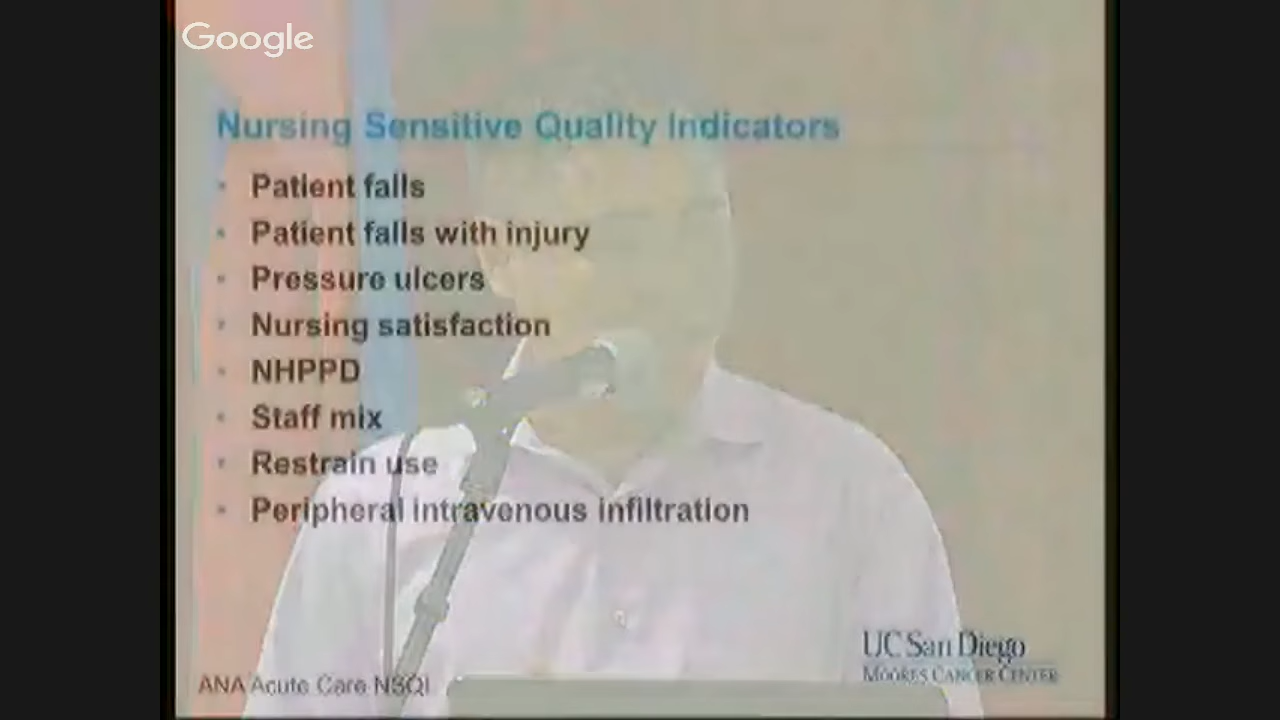 Google
Nursing Sensitive Quality Indicators
• Patient falls
• Patient falls with injury
• Pressure ulcers
• Nursing satisfaction
• NHPPD
• Staff mix
• Restrain use
• Peripheral intravenous infiltration
UC San Diego
MOORES CANCER CENTER
ANA Acute Care NSQI